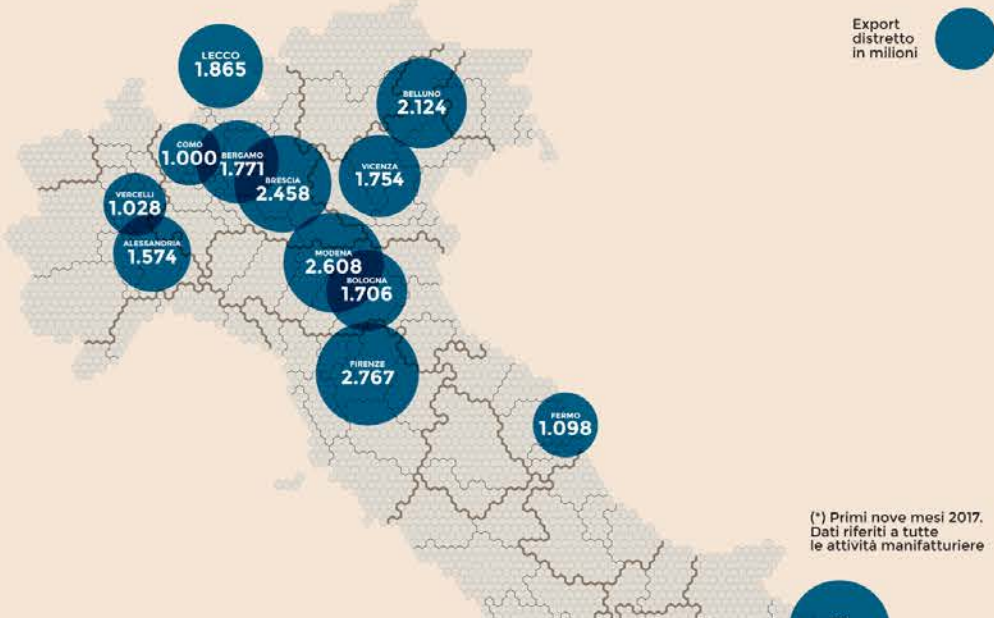 Export
distretto
in milioni
LECCO
1.865
BELLUNO
2.124
COMO
1.000
BERGAMO
1.771
BRESCIA
2.458
VICENZA
1.754
VERCELLI
1.028
ALESSANDRIA
1.574
MODENA
2.608
BOLOGNA
1.706
FIRENZE
2.767
FERMO
1.098
(*) Primi nove mesi 2017.
Dati riferiti a tutte
le attività manifatturiere